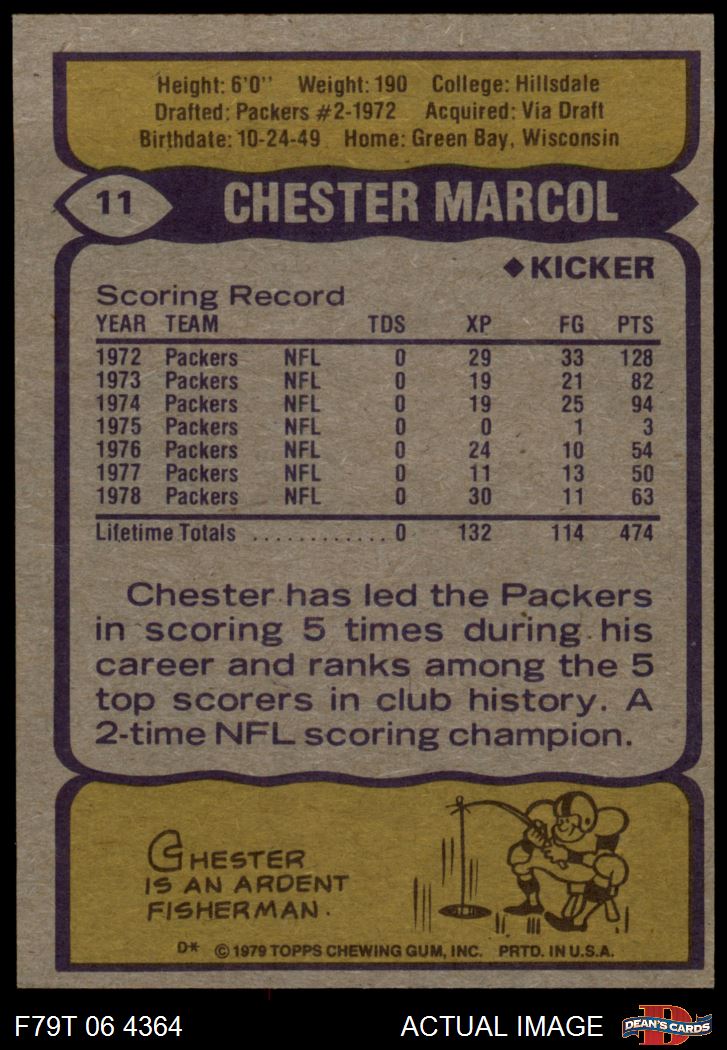 Height: 6'0" Weight: 190 College: Hillsdale
Drafted: Packers #2-1972 Acquired: Via Draft
Birthdate: 10-24-49 Home: Green Bay, Wisconsin
11 CHESTER MARCOL
◆KICKER
Scoring Record
YEAR TEAM TDS XP FG PTS
1972 Packers NFL 0 29 33 128
1973 Packers NFL 0 19 21 82
1974 Packers NFL 0 19 25 94
1975 Packers NFL 0 0 1 3
1976 Packers NFL 0 24 10 54
1977 Packers NFL 0 11 13 50
1978 Packers NFL 0 30 11 63
Lifetime Totals ............ 0 132 114 474
Chester has led the Packers
in scoring 5 times during his
career and ranks among the 5
top scorers in club history. A
2-time NFL scoring champion.
CHESTER
IS AN ARDENT
FISHERMAN.
D* © 1979 TOPPS CHEWING GUM, INC. PRTD. IN U.S.A.
F79T 06 4364 ACTUAL IMAGE D DEAN'S CARDS